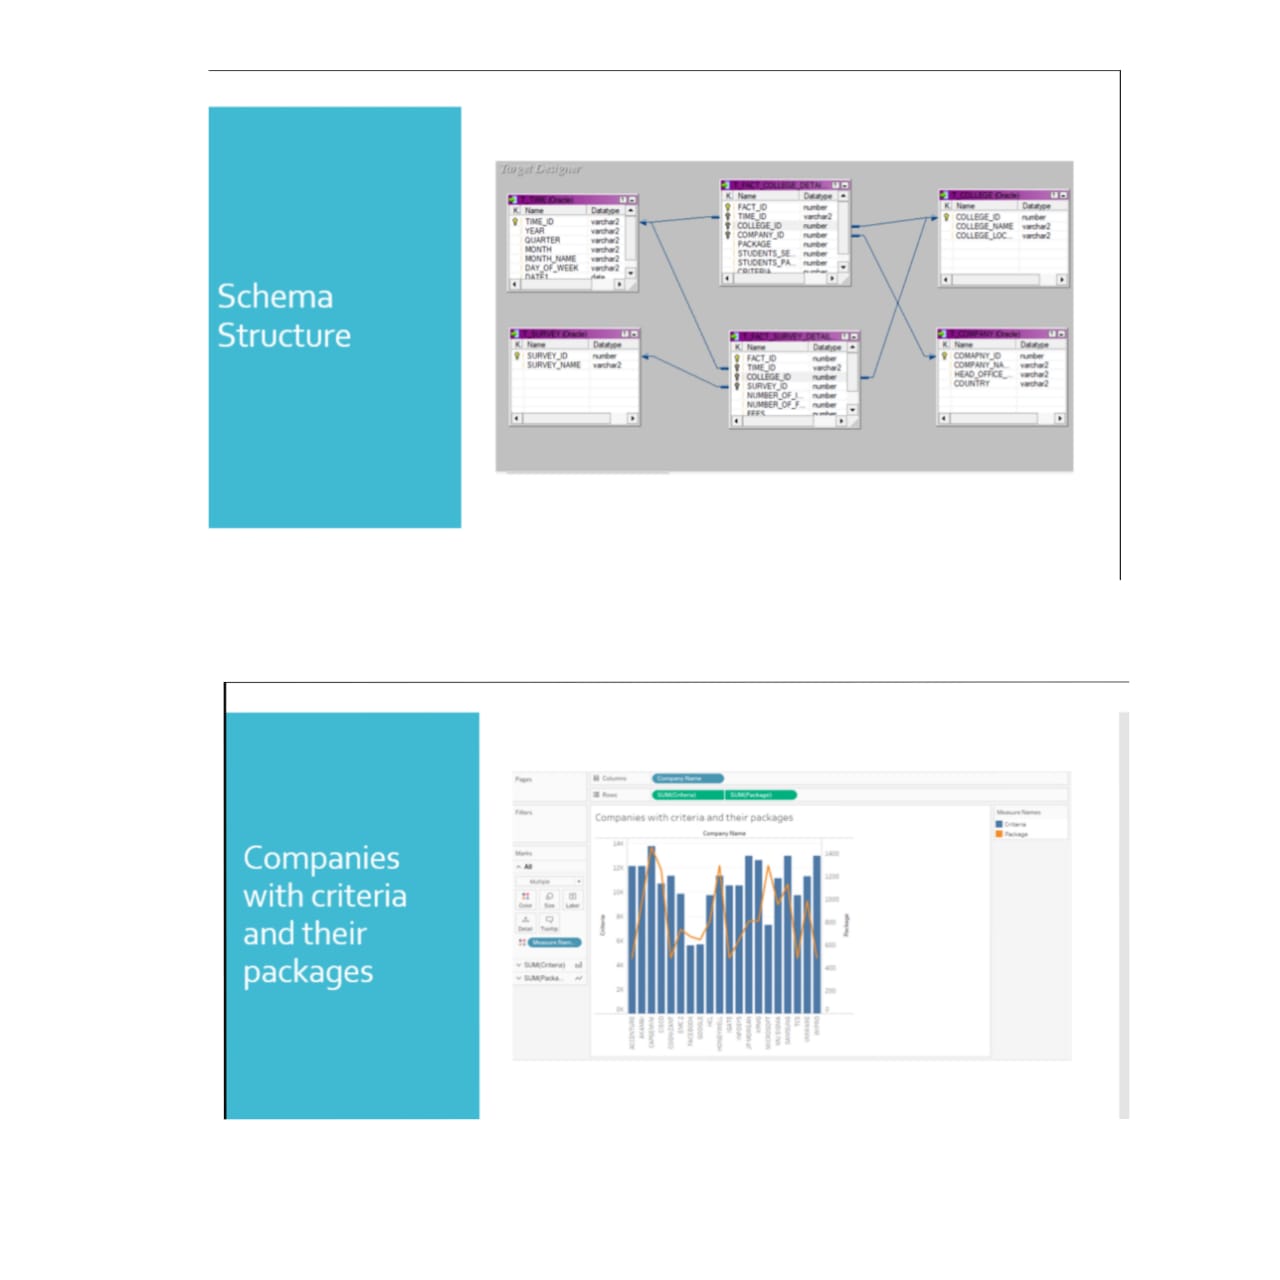 Schema
Structure
Target Designer
T_TIME (Oracle)
K. Name Datatype
TIME_ID varchar2
YEAR varchar2
QUARTER varchar2
MONTH varchar2
MONTH_NAME varchar2
DAY_OF_WEEK varchar2
DATE1 date
T_FACT_COLLEGE_DETAI
K. Name Datatype
FACT_ID number
TIME_ID varchar2
COLLEGE_ID number
COMPANY_ID number
PACKAGE number
STUDENTS_SE... number
STUDENTS_PA... number
CRITERIA number
T_COLLEGE (Oracle)
K. Name Datatype
COLLEGE_ID number
COLLEGE_NAME varchar2
COLLEGE_LOC... varchar2
T_SURVEY (Oracle)
K. Name Datatype
SURVEY_ID number
SURVEY_NAME varchar2
T_FACT_SURVEY_DETAIL
K. Name Datatype
FACT_ID number
TIME_ID varchar2
COLLEGE_ID number
SURVEY_ID number
NUMBER_OF_I... number
NUMBER_OF_F... number
FEES number
T_COMPANY (Oracle)
K. Name Datatype
COMAPNY_ID number
COMPANY_NA... varchar2
HEAD_OFFICE_... varchar2
COUNTRY varchar2
Companies
with criteria
and their
packages
Pages
Columns Company Name
Rows SUM(Criteria) SUM(Package)
Filters
Marks
All
Multiple
Color Size Label
Detail Tooltip
Measure Nam..
SUM(Criteria)
SUM(Packa...
Companies with criteria and their packages
Company Name
Criteria
14K
12K
10K
8K
6K
4K
2K
0K
Package
1400
1200
1000
800
600
400
200
0
ACCENTURE
CAPGEMINI
CISCO
COGNIZANT
EMC 2
FACEBOOK
GOOGLE
HCL
HONEYWELL
IGATE
INFOSYS
JP MORGAN
KPMG
MICROSOFT
SAMSUNG
TCS
VMWARE
WIPRO
Measure Names
Criteria
Package